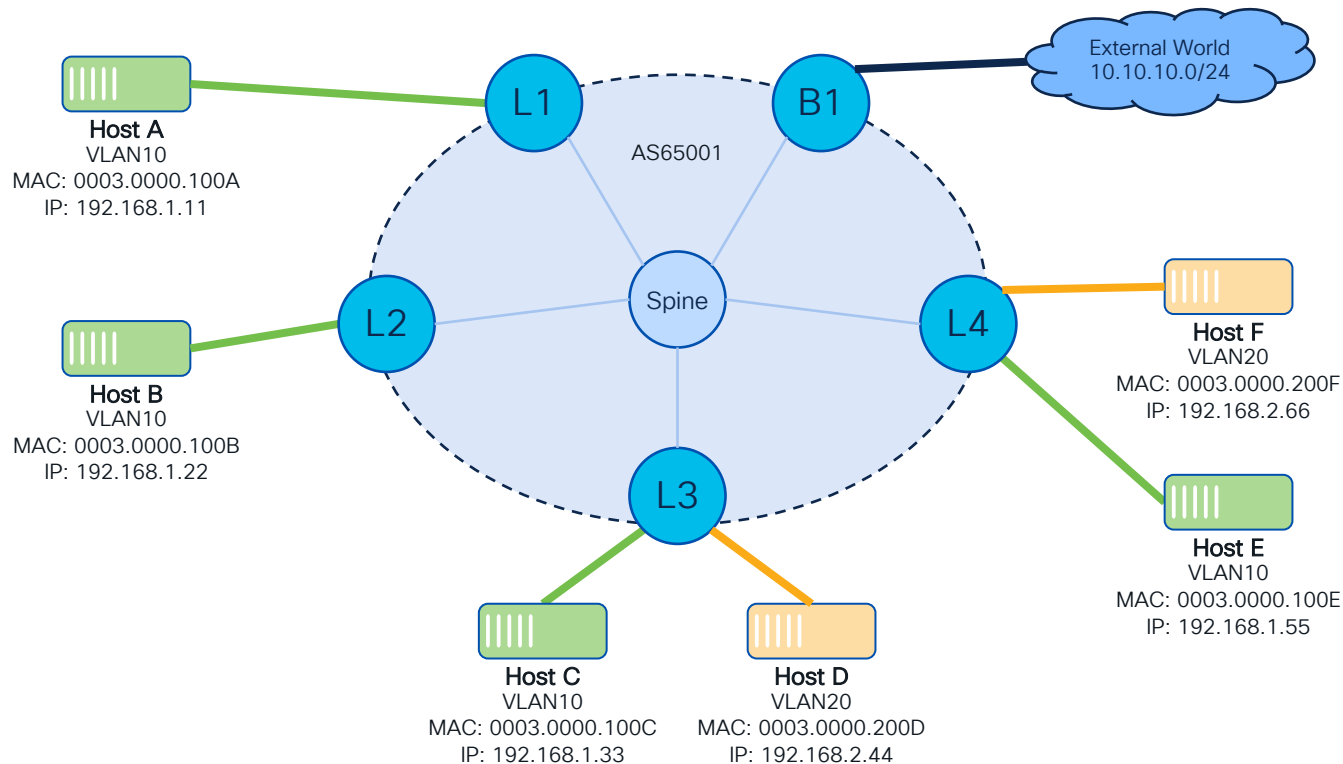 L1
B1
External World
10.10.10.0/24
AS65001
Host A
VLAN10
MAC: 0003.0000.100A
IP: 192.168.1.11
Spine
L2
L4
Host B
VLAN10
MAC: 0003.0000.100B
IP: 192.168.1.22
Host F
VLAN20
MAC: 0003.0000.200F
IP: 192.168.2.66
L3
Host E
VLAN10
MAC: 0003.0000.100E
IP: 192.168.1.55
Host C
VLAN10
MAC: 0003.0000.100C
IP: 192.168.1.33
Host D
VLAN20
MAC: 0003.0000.200D
IP: 192.168.2.44